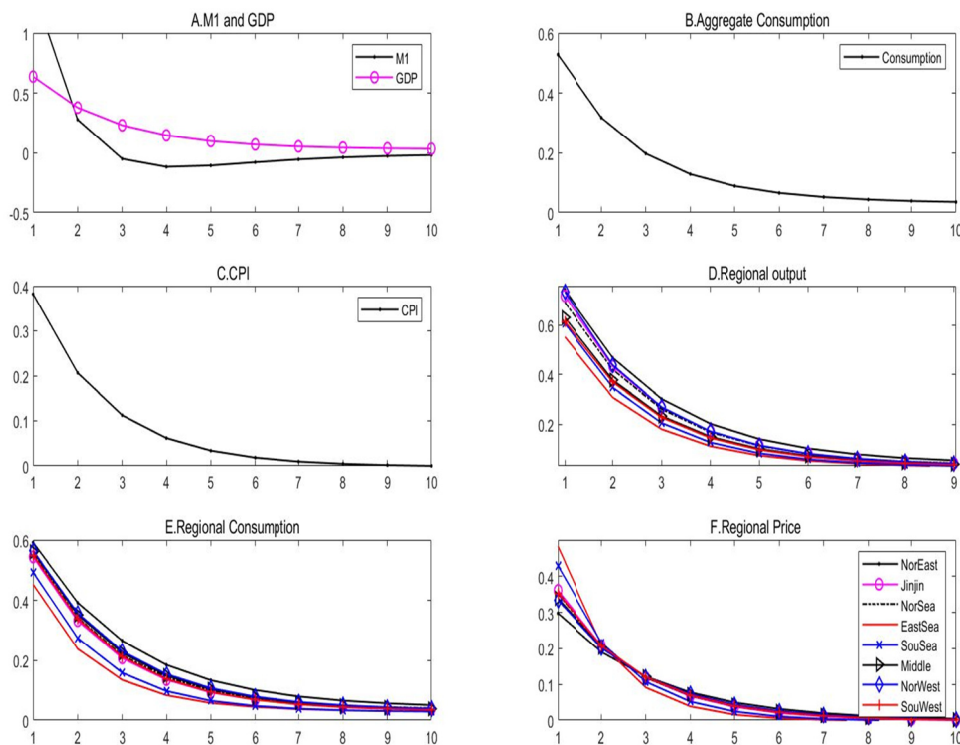 A.M1 and GDP
1
0.5
0
-0.5
M1
GDP
1 2 3 4 5 6 7 8 9 10
B.Aggregate Consumption
0.6
0.4
0.2
0
Consumption
1 2 3 4 5 6 7 8 9 10
C.CPI
0.4
0.3
0.2
0.1
0
CPI
1 2 3 4 5 6 7 8 9 10
D.Regional output
0.6
0.4
0.2
1 2 3 4 5 6 7 8 9
E.Regional Consumption
0.6
0.4
0.2
0
1 2 3 4 5 6 7 8 9 10
F.Regional Price
0.4
0.3
0.2
0.1
0
NorEast
Jinjin
NorSea
EastSea
SouSea
Middle
NorWest
SouWest
1 2 3 4 5 6 7 8 9 10